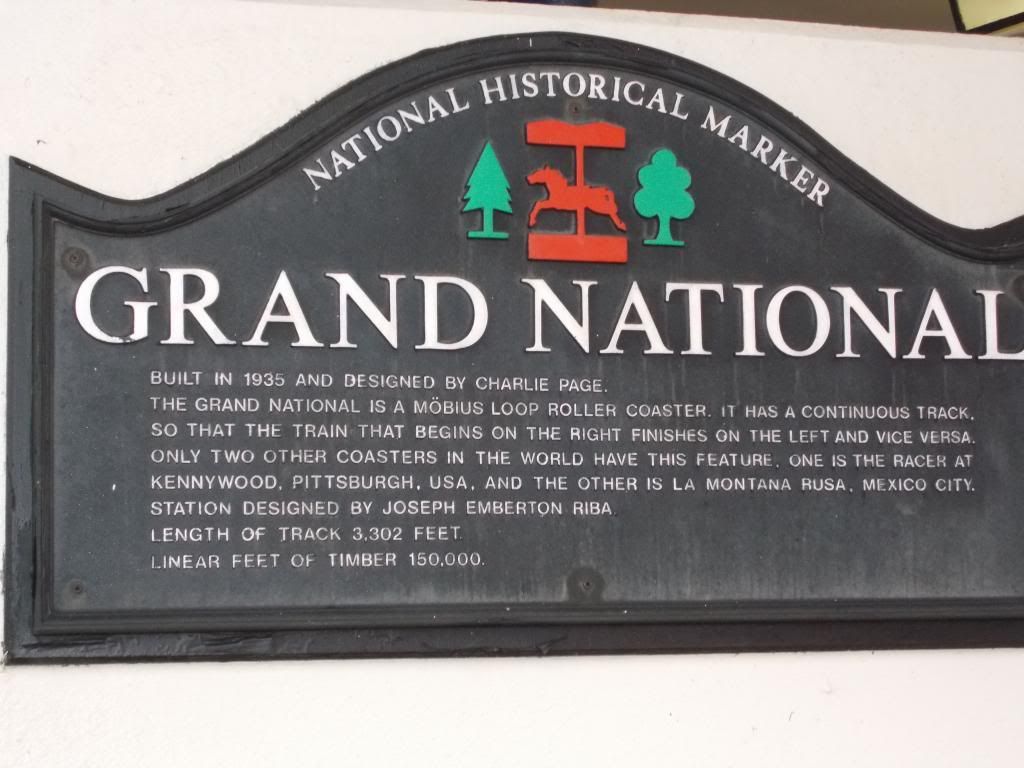 NATIONAL HISTORICAL MARKER
GRAND NATIONAL
BUILT IN 1935 AND DESIGNED BY CHARLIE PAGE.
THE GRAND NATIONAL IS A MÖBIUS LOOP ROLLER COASTER. IT HAS A CONTINUOUS TRACK,
SO THAT THE TRAIN THAT BEGINS ON THE RIGHT FINISHES ON THE LEFT AND VICE VERSA.
ONLY TWO OTHER COASTERS IN THE WORLD HAVE THIS FEATURE. ONE IS THE RACER AT
KENNYWOOD, PITTSBURGH, USA, AND THE OTHER IS LA MONTANA RUSA, MEXICO CITY.
STATION DESIGNED BY JOSEPH EMBERTON RIBA.
LENGTH OF TRACK 3,302 FEET.
LINEAR FEET OF TIMBER 150,000.